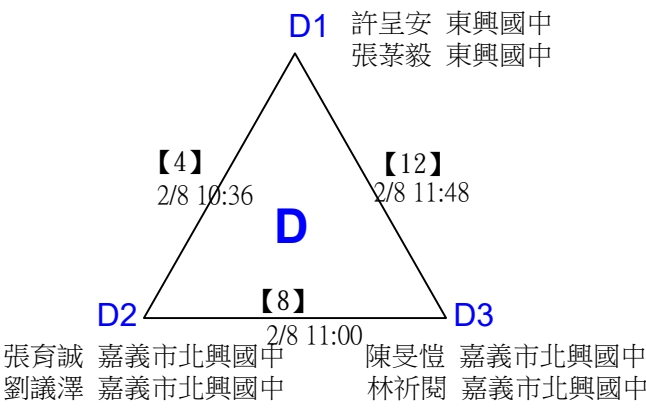 D1 許呈安 東興國中
張菉毅 東興國中
【4】
2/8 10:36
【12】
2/8 11:48
D
【8】
2/8 11:00
D2
D3
張育誠 嘉義市北興國中
劉議澤 嘉義市北興國中
陳旻愷 嘉義市北興國中
林祈閱 嘉義市北興國中